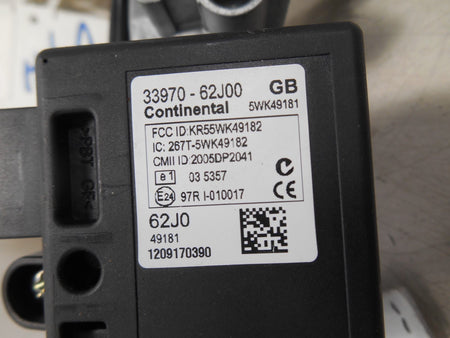 33970 - 62J00 GB
Continental 5WK49181
FCC ID:KR55WK49182
IC: 267T-5WK49182
CMII ID:2005DP2041
e1 03 5357
E24 97R I-010017 CE
62J0
49181
1209170390